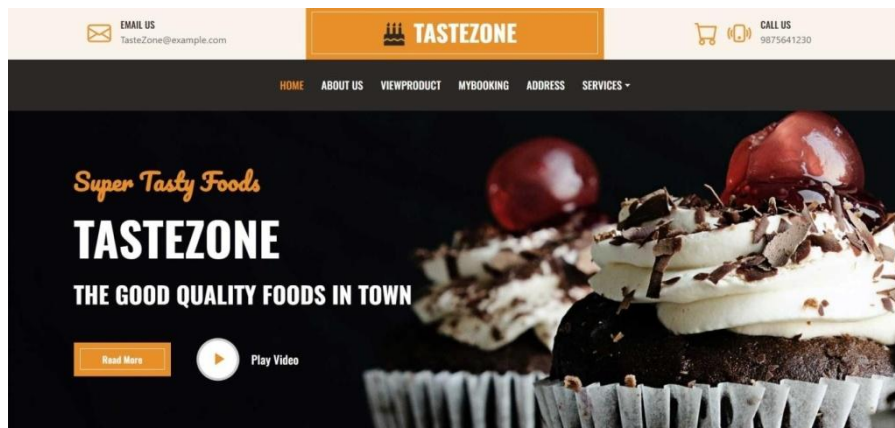 EMAIL US
TasteZone@example.com
TASTEZONE
CALL US
9875641230
HOME ABOUT US VIEWPRODUCT MYBOOKING ADDRESS SERVICES
Super Tasty Foods
TASTEZONE
THE GOOD QUALITY FOODS IN TOWN
Read More Play Video